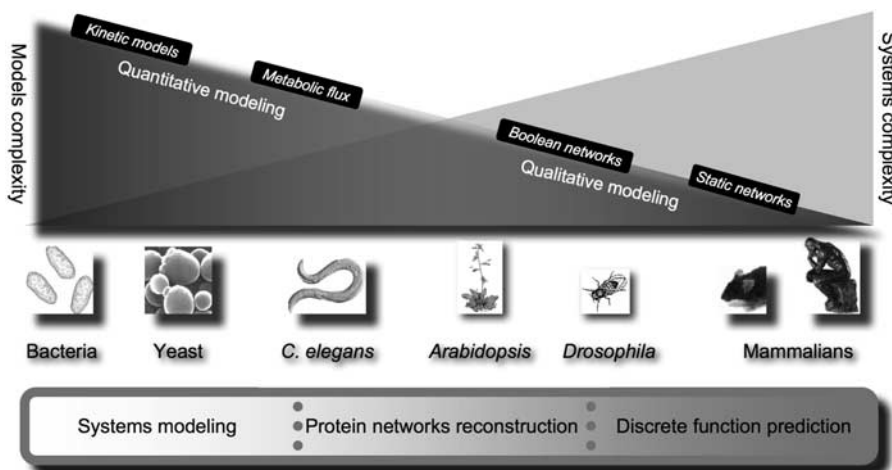 Models complexity
Kinetic models
Quantitative modeling
Metabolic flux
Boolean networks
Qualitative modeling
Static networks
Systems complexity
Bacteria
Yeast
C. elegans
Arabidopsis
Drosophila
Mammalians
Systems modeling
Protein networks reconstruction
Discrete function prediction